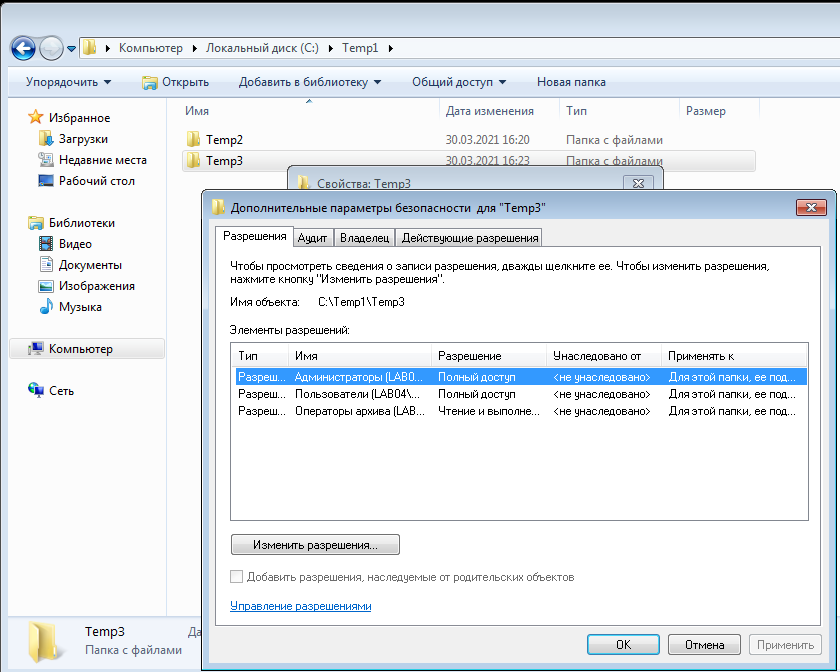 Компьютер Локальный диск (C:) Temp1
Упорядочить Открыть Добавить в библиотеку Общий доступ Новая папка
Избранное
Загрузки
Недавние места
Рабочий стол
Библиотеки
Видео
Документы
Изображения
Музыка
Компьютер
Сеть
Имя Дата изменения Тип Размер
Temp2 30.03.2021 16:20 Папка с файлами
Temp3 30.03.2021 16:23 Папка с файлами
Свойства: Temp3
Дополнительные параметры безопасности для "Temp3"
Разрешения Аудит Владелец Действующие разрешения
Чтобы просмотреть сведения о записи разрешения, дважды щелкните ее. Чтобы изменить разрешения,
нажмите кнопку "Изменить разрешения".
Имя объекта: C:\Temp1\Temp3
Элементы разрешений:
Тип Имя Разрешение Унаследовано от Применять к
Разреш... Администраторы (LAB0... Полный доступ <не унаследовано> Для этой папки, ее под...
Разреш... Пользователи (LAB04\... Полный доступ <не унаследовано> Для этой папки, ее под...
Разреш... Операторы архива (LAB... Чтение и выполне... <не унаследовано> Для этой папки, ее под...
Изменить разрешения...
Добавить разрешения, наследуемые от родительских объектов
Управление разрешениями
ОК Отмена Применить
Temp3 Да
Папка с файлами